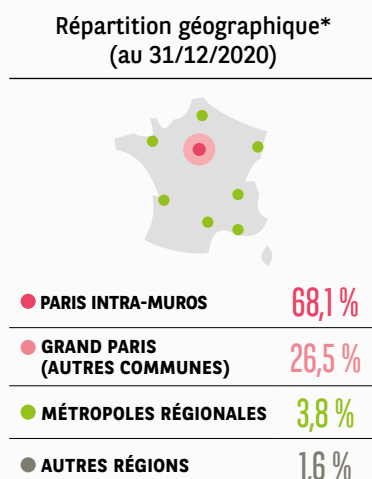 Répartition géographique*
(au 31/12/2020)
PARIS INTRA-MUROS 68,1 %
GRAND PARIS
(AUTRES COMMUNES) 26,5 %
MÉTROPOLES RÉGIONALES 3,8 %
AUTRES RÉGIONS 1,6 %